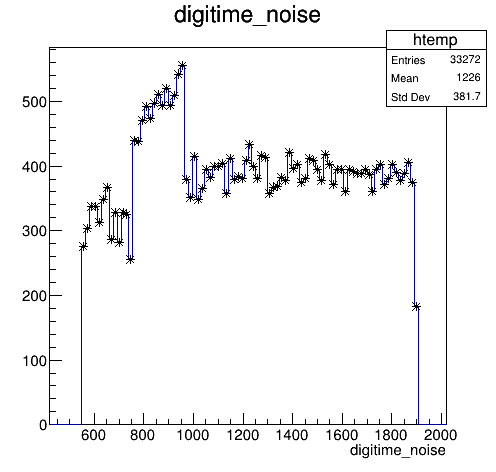 digitime_noise
htemp
Entries 33272
Mean 1226
Std Dev 381.7
500
400
300
200
100
0
600 800 1000 1200 1400 1600 1800 2000
digitime_noise